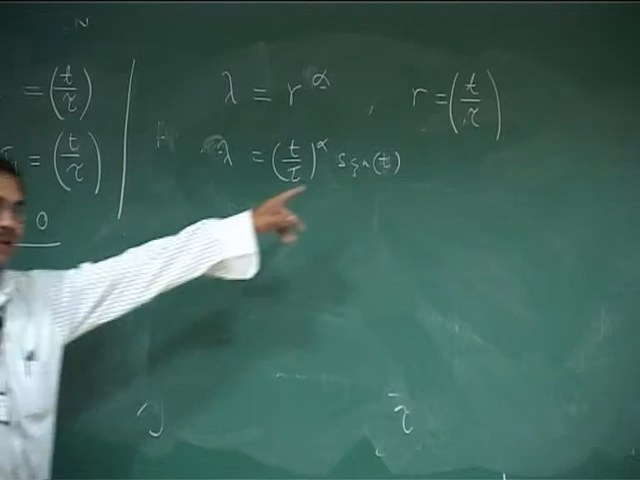 N
= (t/τ)
λ = r^α , r = (t/τ)
= (t/τ)
λ = (t/τ)^α sgn(t)
0
y τ